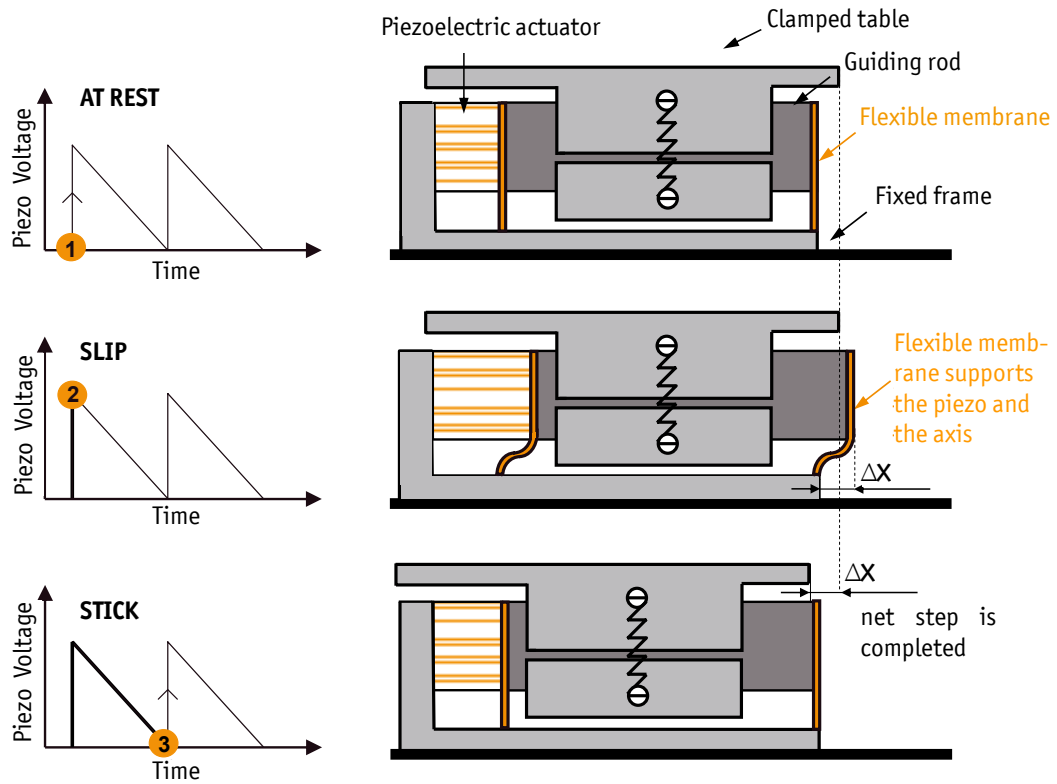 Piezoelectric actuator
Clamped table
Guiding rod
Flexible membrane
Fixed frame
AT REST
Piezo Voltage
1
Time
SLIP
Piezo Voltage
2
Time
Flexible mem-
brane supports
the piezo and
the axis
ΔX
STICK
Piezo Voltage
3
Time
ΔX
net step is
completed